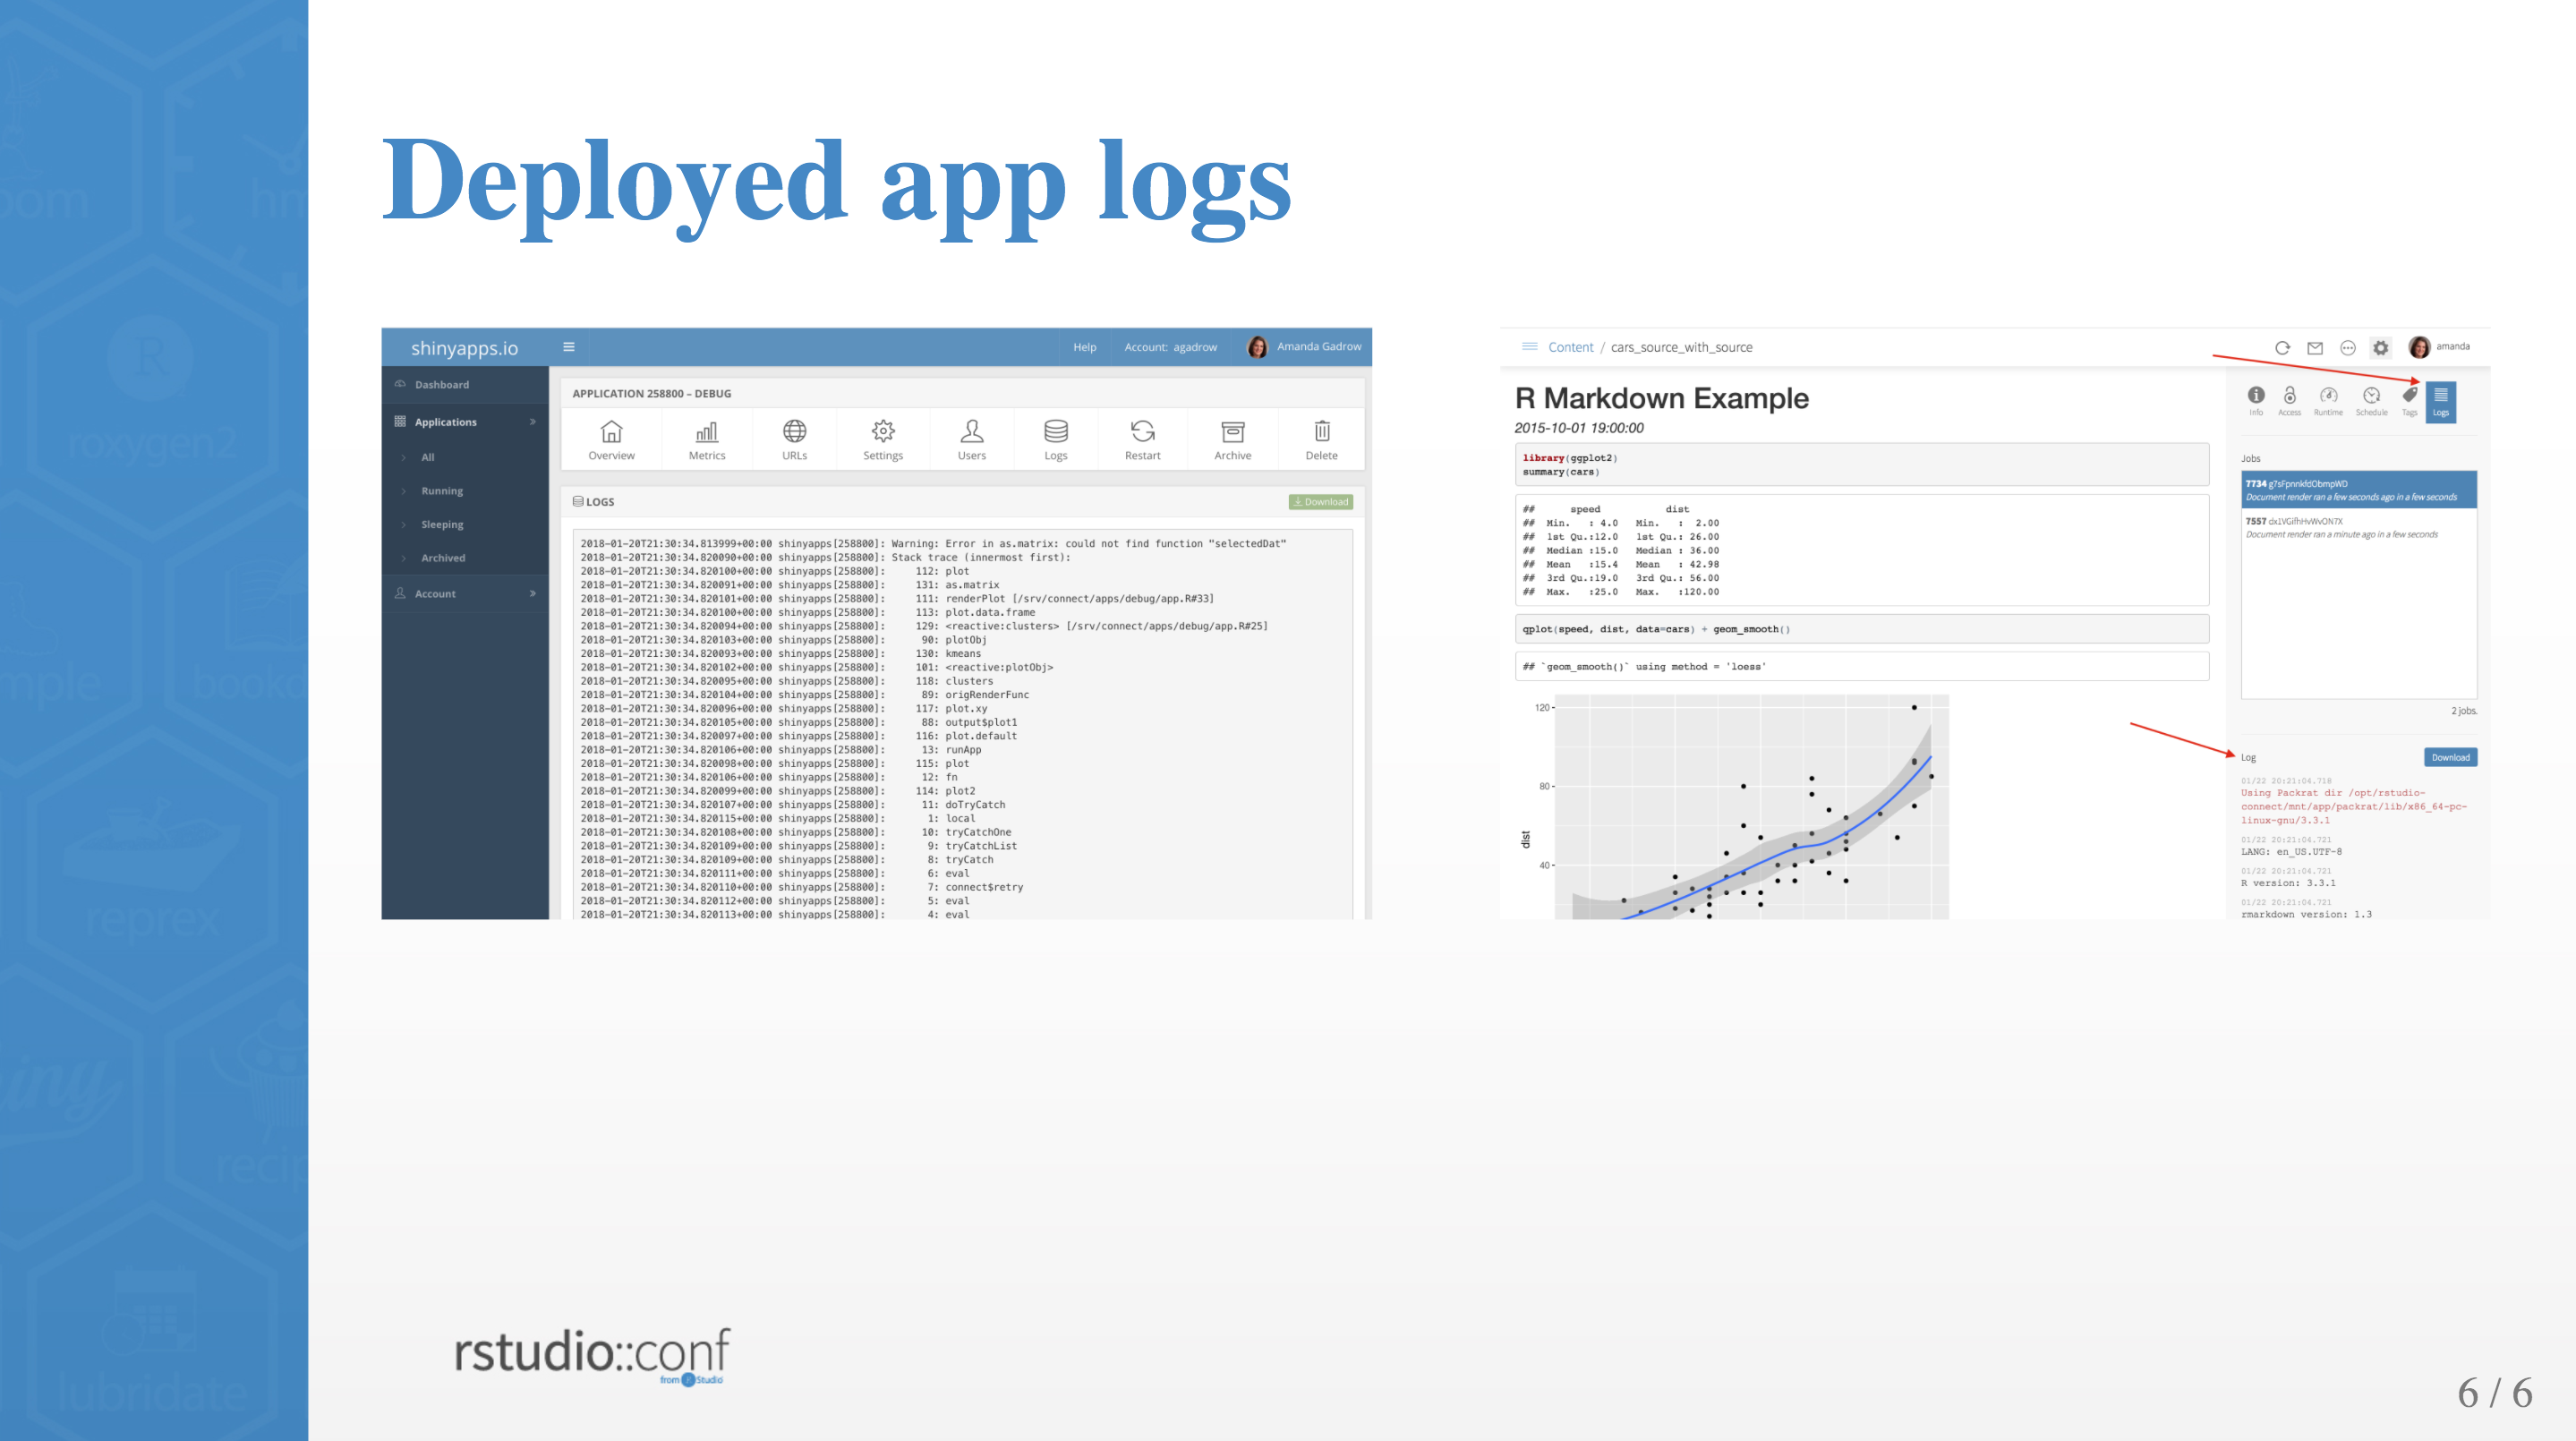 Deployed app logs
shinyapps.io
Help
Account: agadrow
Amanda Gadrow
Dashboard
Applications
All
Running
Sleeping
Archived
Account
APPLICATION 258800 – DEBUG
Overview
Metrics
URLs
Settings
Users
Logs
Restart
Archive
Delete
LOGS
Download
2018-01-20T21:30:34.813999+00:00 shinyapps[258800]: Warning: Error in as.matrix: could not find function "selectedDat"
2018-01-20T21:30:34.820090+00:00 shinyapps[258800]: Stack trace (innermost first):
2018-01-20T21:30:34.820100+00:00 shinyapps[258800]: 112: plot
2018-01-20T21:30:34.820091+00:00 shinyapps[258800]: 131: as.matrix
2018-01-20T21:30:34.820101+00:00 shinyapps[258800]: 111: renderPlot [/srv/connect/apps/debug/app.R#33]
2018-01-20T21:30:34.820100+00:00 shinyapps[258800]: 113: plot.data.frame
2018-01-20T21:30:34.820094+00:00 shinyapps[258800]: 129: <reactive:clusters> [/srv/connect/apps/debug/app.R#25]
2018-01-20T21:30:34.820103+00:00 shinyapps[258800]: 90: plotObj
2018-01-20T21:30:34.820093+00:00 shinyapps[258800]: 130: kmeans
2018-01-20T21:30:34.820102+00:00 shinyapps[258800]: 101: <reactive:plotObj>
2018-01-20T21:30:34.820095+00:00 shinyapps[258800]: 118: clusters
2018-01-20T21:30:34.820104+00:00 shinyapps[258800]: 89: origRenderFunc
2018-01-20T21:30:34.820096+00:00 shinyapps[258800]: 117: plot.xy
2018-01-20T21:30:34.820105+00:00 shinyapps[258800]: 88: output$plot1
2018-01-20T21:30:34.820097+00:00 shinyapps[258800]: 116: plot.default
2018-01-20T21:30:34.820106+00:00 shinyapps[258800]: 13: runApp
2018-01-20T21:30:34.820098+00:00 shinyapps[258800]: 115: plot
2018-01-20T21:30:34.820106+00:00 shinyapps[258800]: 12: fn
2018-01-20T21:30:34.820099+00:00 shinyapps[258800]: 114: plot2
2018-01-20T21:30:34.820107+00:00 shinyapps[258800]: 11: doTryCatch
2018-01-20T21:30:34.820115+00:00 shinyapps[258800]: 1: local
2018-01-20T21:30:34.820108+00:00 shinyapps[258800]: 10: tryCatchOne
2018-01-20T21:30:34.820109+00:00 shinyapps[258800]: 9: tryCatchList
2018-01-20T21:30:34.820109+00:00 shinyapps[258800]: 8: tryCatch
2018-01-20T21:30:34.820111+00:00 shinyapps[258800]: 6: eval
2018-01-20T21:30:34.820110+00:00 shinyapps[258800]: 7: connect$retry
2018-01-20T21:30:34.820112+00:00 shinyapps[258800]: 5: eval
2018-01-20T21:30:34.820113+00:00 shinyapps[258800]: 4: eval
Content / cars_source_with_source
amanda
R Markdown Example
2015-10-01 19:00:00
library(ggplot2)
summary(cars)
## speed dist
## Min. : 4.0 Min. : 2.00
## 1st Qu.:12.0 1st Qu.: 26.00
## Median :15.0 Median : 36.00
## Mean :15.4 Mean : 42.98
## 3rd Qu.:19.0 3rd Qu.: 56.00
## Max. :25.0 Max. :120.00
qplot(speed, dist, data=cars) + geom_smooth()
## `geom_smooth()` using method = 'loess'
120
80
40
dist
Info
Access
Runtime
Schedule
Tags
Logs
Jobs
7734
Document render ran a few seconds ago in a few seconds
7557
Document render ran a minute ago in a few seconds
2 jobs.
Log
Download
01/22 20:21:04.718
Using Packrat dir /opt/rstudio-
connect/mnt/app/packrat/lib/x86_64-pc-
linux-gnu/3.3.1
01/22 20:21:04.721
LANG: en_US.UTF-8
01/22 20:21:04.721
R version: 3.3.1
01/22 20:21:04.721
rmarkdown version: 1.3
oom
hm
R
roxygen2
mple
bookd
reprex
iny
recip
lubridate
rstudio::conf
from R Studio
6 / 6